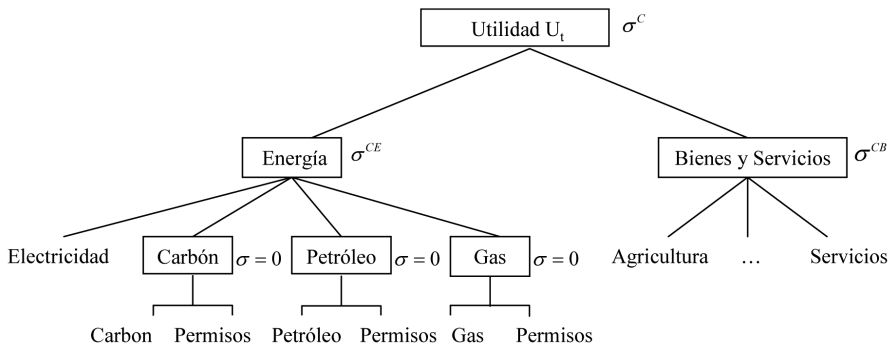 Utilidad Uₜ σ^C
Energía σ^CE Bienes y Servicios σ^CB
Electricidad Carbón σ = 0 Petróleo σ = 0 Gas σ = 0 Agricultura ... Servicios
Carbon Permisos Petróleo Permisos Gas Permisos